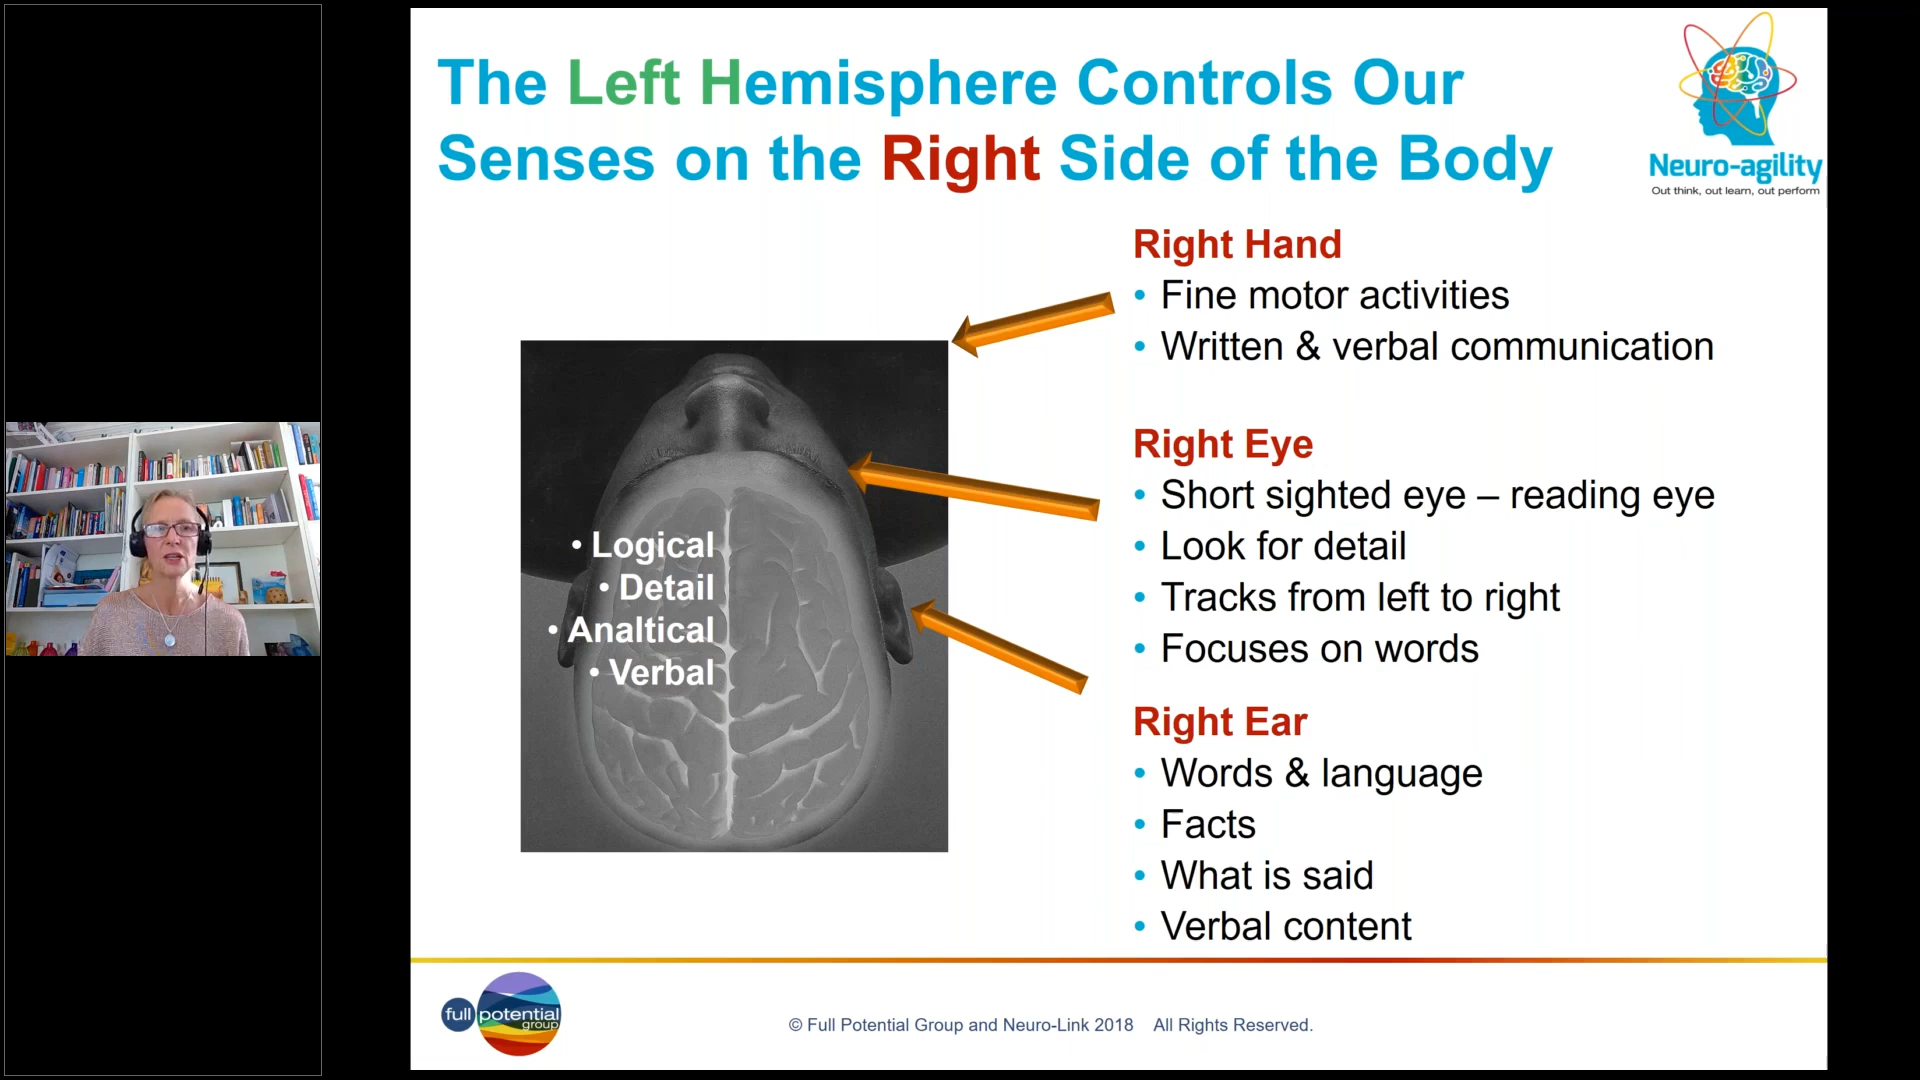 The Left Hemisphere Controls Our
Senses on the Right Side of the Body
Neuro-agility
Out think, out learn, out perform
Right Hand
• Fine motor activities
• Written & verbal communication
Right Eye
• Short sighted eye – reading eye
• Look for detail
• Tracks from left to right
• Focuses on words
Right Ear
• Words & language
• Facts
• What is said
• Verbal content
• Logical
• Detail
• Analtical
• Verbal
full potential
group
© Full Potential Group and Neuro-Link 2018 All Rights Reserved.